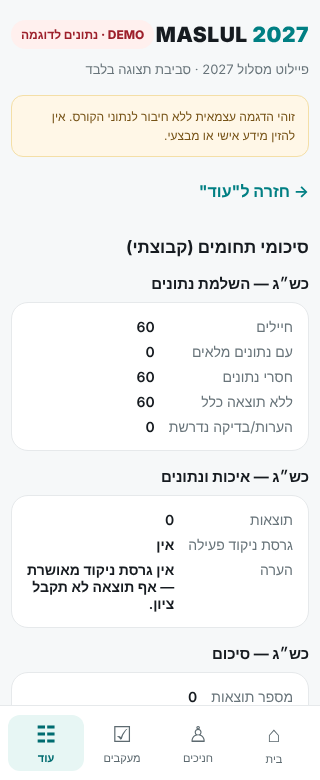 MASLUL 2027
DEMO · נתונים לדוגמה
פיילוט מסלול 2027 · סביבת תצוגה בלבד
זוהי הדגמה עצמאית ללא חיבור לנתוני הקורס. אין
להזין מידע אישי או מבצעי.
→ חזרה ל"עוד"
סיכומי תחומים (קבוצתי)
כש״ג — השלמת נתונים
חיילים 60
עם נתונים מלאים 0
חסרי נתונים 60
ללא תוצאה כלל 60
הערות/בדיקה נדרשת 0
כש״ג — איכות ונתונים
תוצאות 0
גרסת ניקוד פעילה אין
הערה אין גרסת ניקוד מאושרת
— אף תוצאה לא תקבל
ציון.
כש״ג — סיכום
מספר תוצאות 0
בית
חניכים
מעקבים
עוד